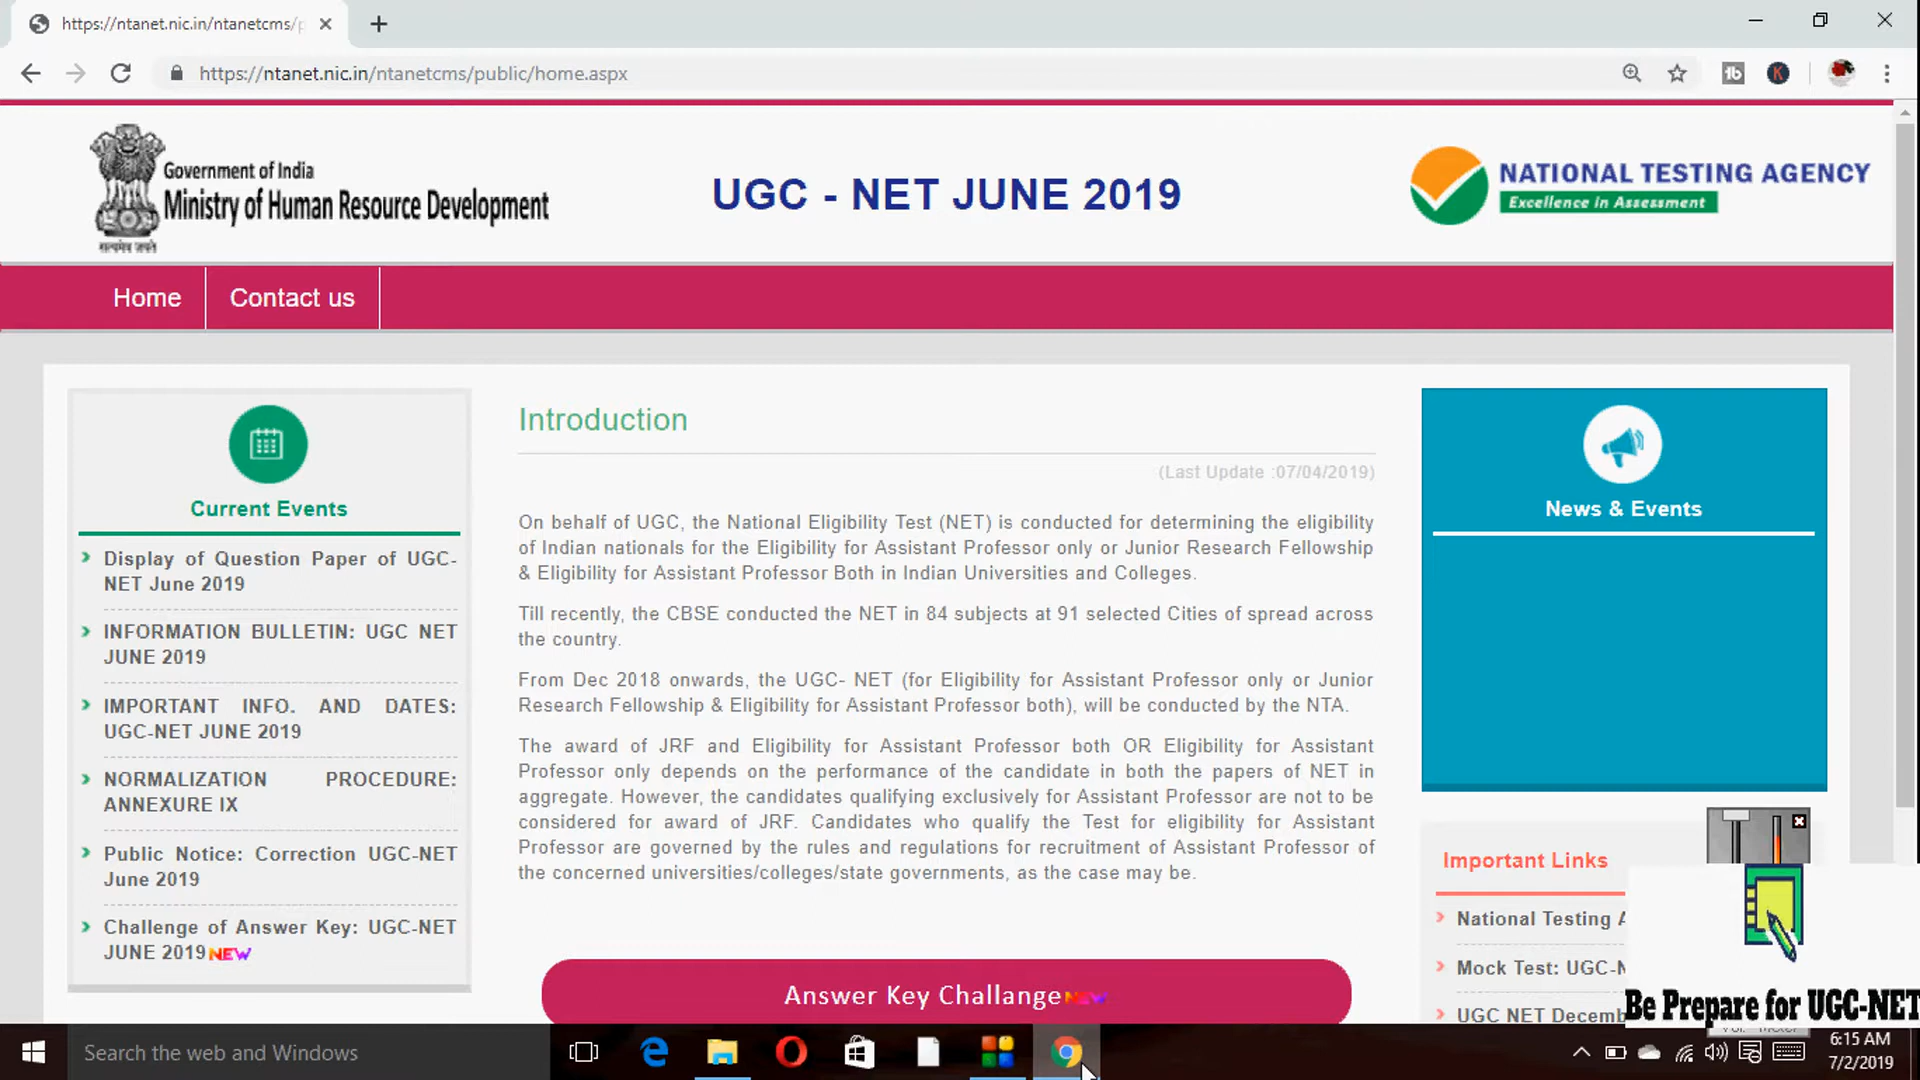 https://ntanet.nic.in/ntanetcms/p
https://ntanet.nic.in/ntanetcms/public/home.aspx
Government of India
Ministry of Human Resource Development
सत्यमेव जयते
UGC - NET JUNE 2019
NATIONAL TESTING AGENCY
Excellence in Assessment
Home
Contact us
Current Events
Display of Question Paper of UGC-
NET June 2019
INFORMATION BULLETIN: UGC NET
JUNE 2019
IMPORTANT INFO. AND DATES:
UGC-NET JUNE 2019
NORMALIZATION PROCEDURE:
ANNEXURE IX
Public Notice: Correction UGC-NET
June 2019
Challenge of Answer Key: UGC-NET
JUNE 2019 NEW
Introduction
(Last Update :07/04/2019)
On behalf of UGC, the National Eligibility Test (NET) is conducted for determining the eligibility
of Indian nationals for the Eligibility for Assistant Professor only or Junior Research Fellowship
& Eligibility for Assistant Professor Both in Indian Universities and Colleges.
Till recently, the CBSE conducted the NET in 84 subjects at 91 selected Cities of spread across
the country.
From Dec 2018 onwards, the UGC- NET (for Eligibility for Assistant Professor only or Junior
Research Fellowship & Eligibility for Assistant Professor both), will be conducted by the NTA.
The award of JRF and Eligibility for Assistant Professor both OR Eligibility for Assistant
Professor only depends on the performance of the candidate in both the papers of NET in
aggregate. However, the candidates qualifying exclusively for Assistant Professor are not to be
considered for award of JRF. Candidates who qualify the Test for eligibility for Assistant
Professor are governed by the rules and regulations for recruitment of Assistant Professor of
the concerned universities/colleges/state governments, as the case may be.
Answer Key Challange NEW
News & Events
Important Links
National Testing A
Mock Test: UGC-N
UGC NET Decemb
Be Prepare for UGC-NET
Search the web and Windows
6:15 AM
7/2/2019